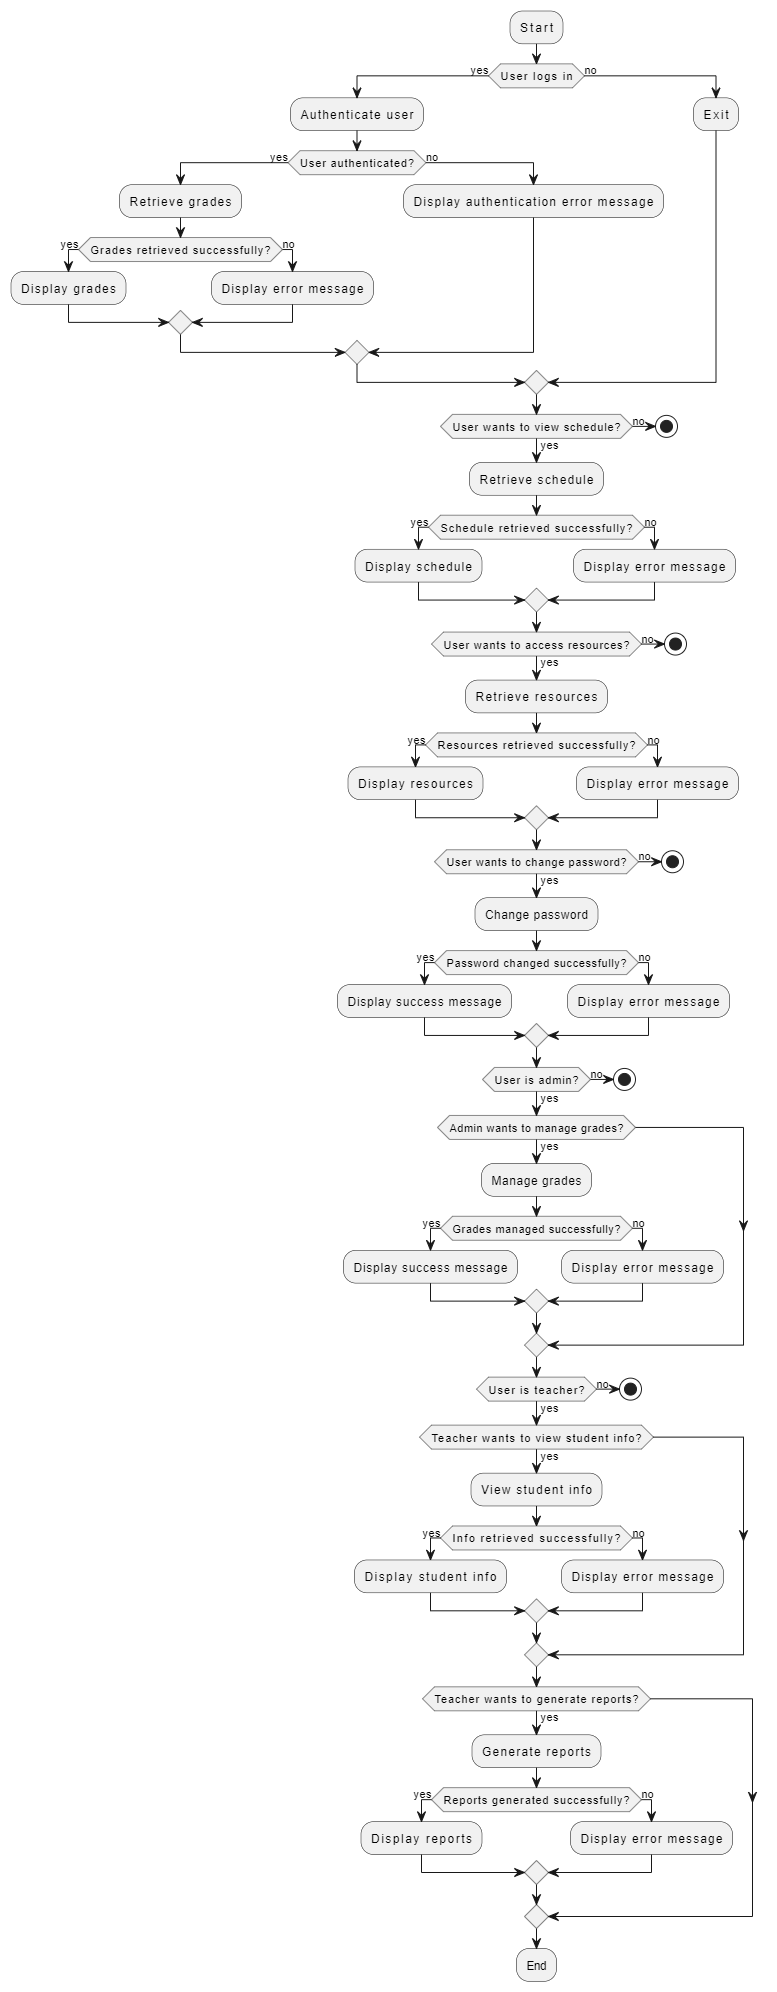 Start
yes
User logs in
no
Authenticate user
Exit
yes
User authenticated?
no
Retrieve grades
Display authentication error message
yes
Grades retrieved successfully?
no
Display grades
Display error message
User wants to view schedule?
no
yes
Retrieve schedule
yes
Schedule retrieved successfully?
no
Display schedule
Display error message
User wants to access resources?
no
yes
Retrieve resources
yes
Resources retrieved successfully?
no
Display resources
Display error message
User wants to change password?
no
yes
Change password
yes
Password changed successfully?
no
Display success message
Display error message
User is admin?
no
yes
Admin wants to manage grades?
yes
Manage grades
yes
Grades managed successfully?
no
Display success message
Display error message
User is teacher?
no
yes
Teacher wants to view student info?
yes
View student info
yes
Info retrieved successfully?
no
Display student info
Display error message
Teacher wants to generate reports?
yes
Generate reports
yes
Reports generated successfully?
no
Display reports
Display error message
End